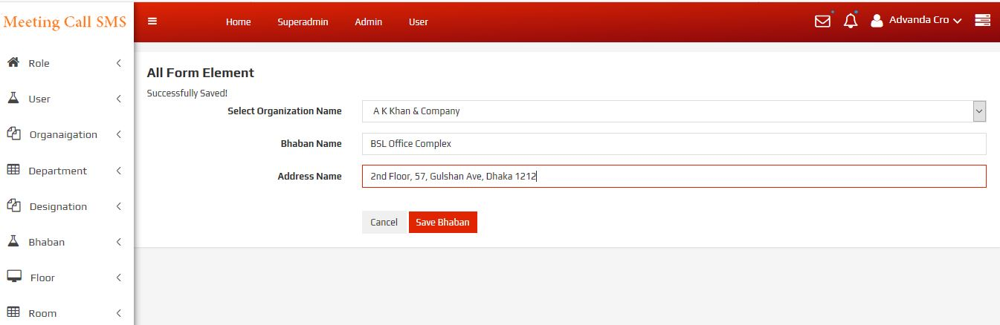 Meeting Call SMS
Home Superadmin Admin User
Advanda Cro
Role
User
Organaigation
Department
Designation
Bhaban
Floor
Room
All Form Element
Successfully Saved!
Select Organization Name A K Khan & Company
Bhaban Name BSL Office Complex
Address Name 2nd Floor, 57, Gulshan Ave, Dhaka 1212
Cancel Save Bhaban